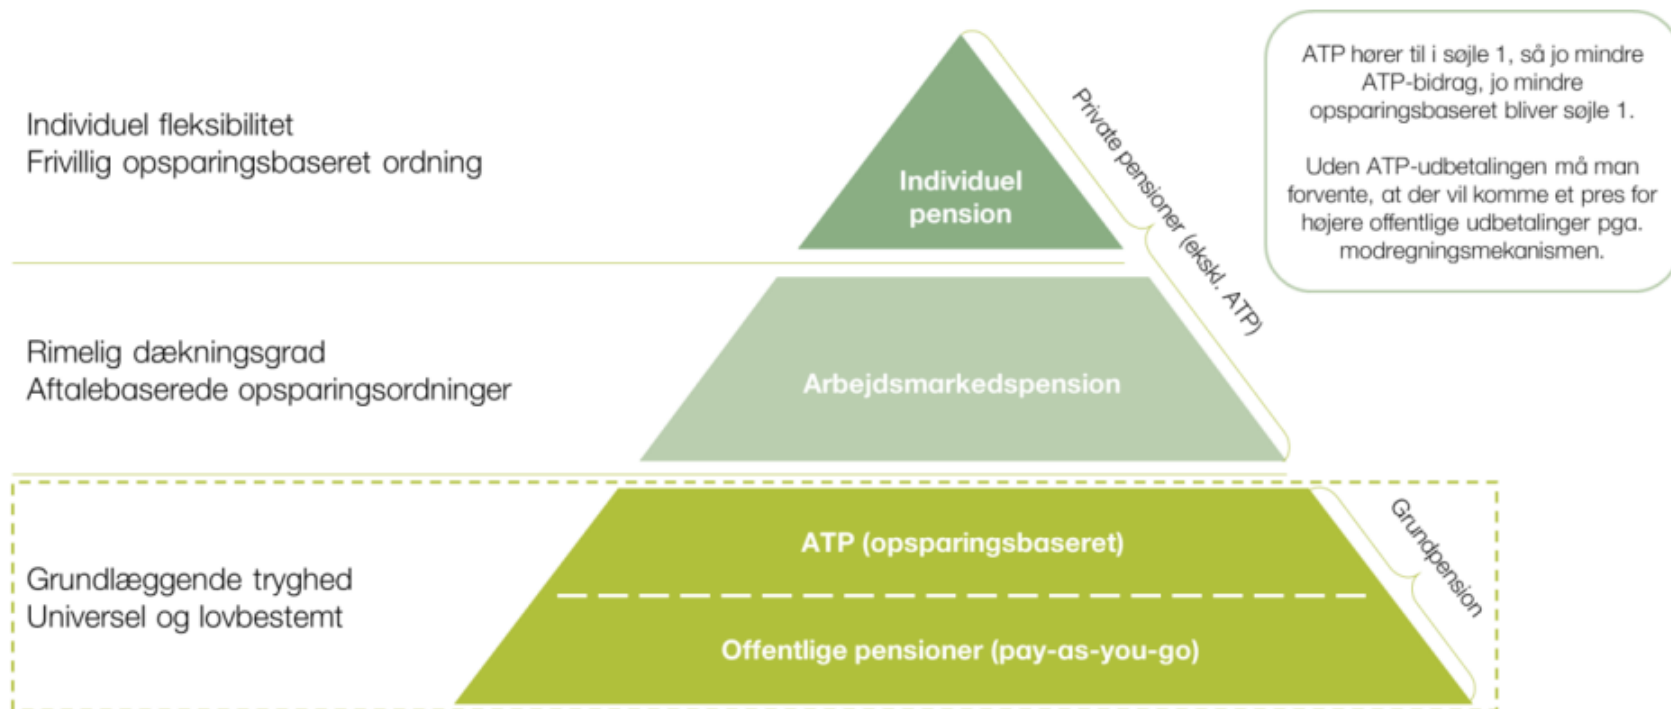 Individuel fleksibilitet
Frivillig opsparingsbaseret ordning
Individuel
pension
Private pensioner (ekskl. ATP)
ATP hører til i søjle 1, så jo mindre
ATP-bidrag, jo mindre
opsparingsbaseret bliver søjle 1.
Uden ATP-udbetalingen må man
forvente, at der vil komme et pres for
højere offentlige udbetalinger pga.
modregningsmekanismen.
Rimelig dækningsgrad
Aftalebaserede opsparingsordninger
Arbejdsmarkedspension
Grundlæggende tryghed
Universel og lovbestemt
ATP (opsparingsbaseret)
Offentlige pensioner (pay-as-you-go)
Grundpension